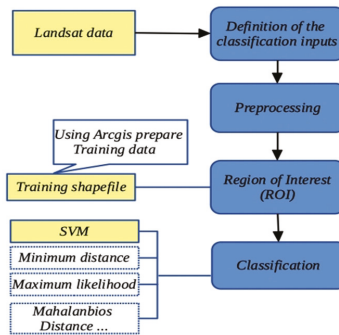 Landsat data
Definition of the
classification inputs
Preprocessing
Using Arcgis prepare
Training data
Training shapefile
Region of Interest
(ROI)
SVM
Minimum distance
Maximum likelihood
Mahalanbios
Distance ...
Classification